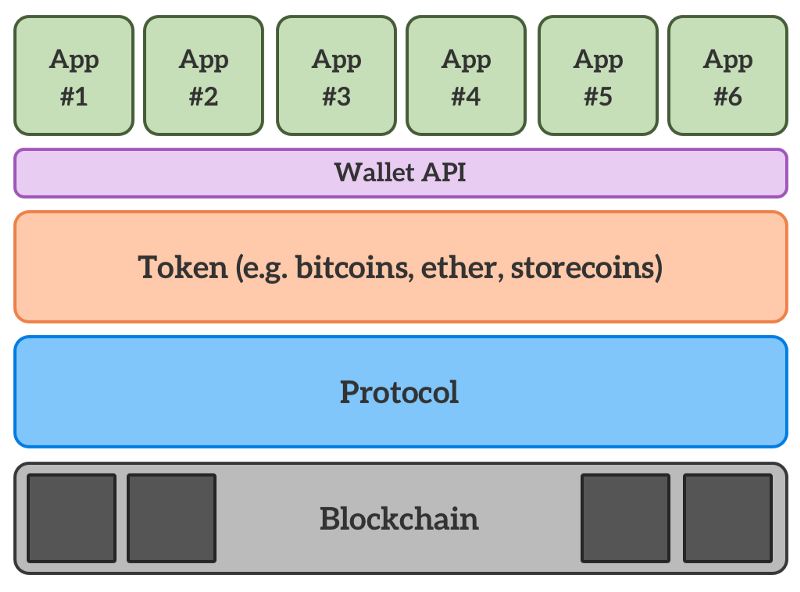 App
#1
App
#2
App
#3
App
#4
App
#5
App
#6
Wallet API
Token (e.g. bitcoins, ether, storecoins)
Protocol
Blockchain